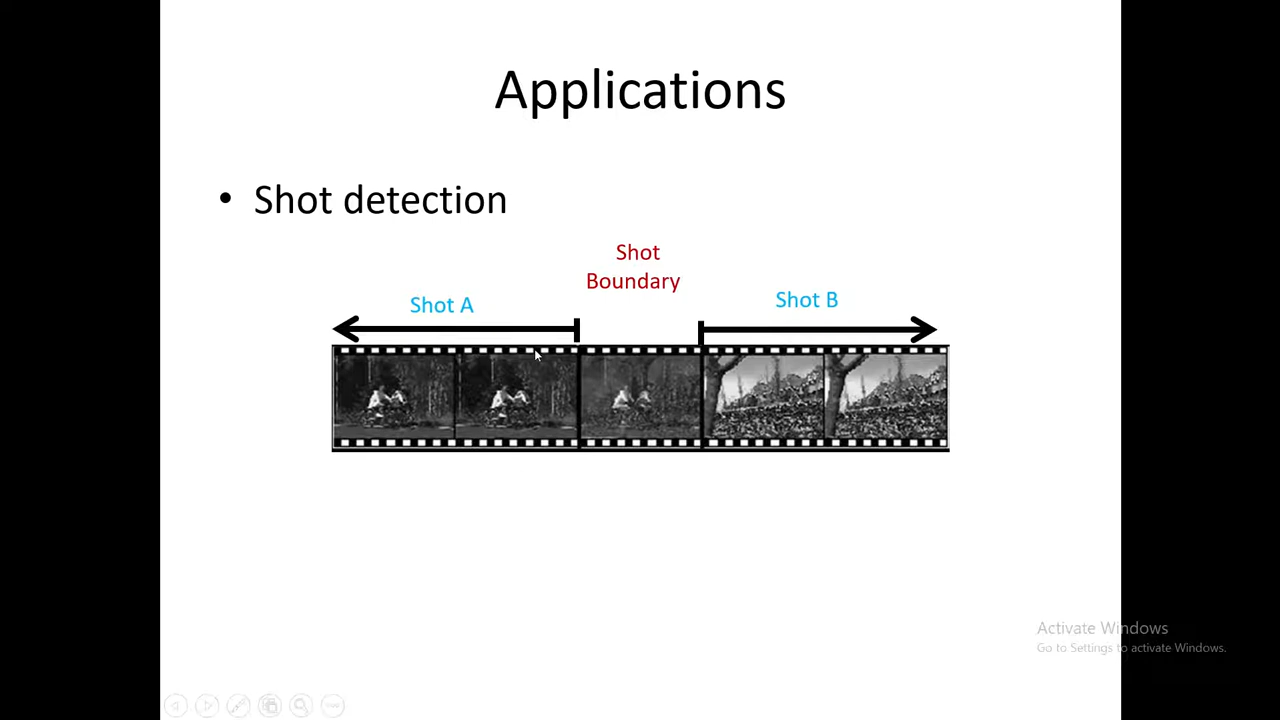 Applications
• Shot detection
Shot
Boundary
Shot A
Shot B
Activate Windows
Go to Settings to activate Windows.